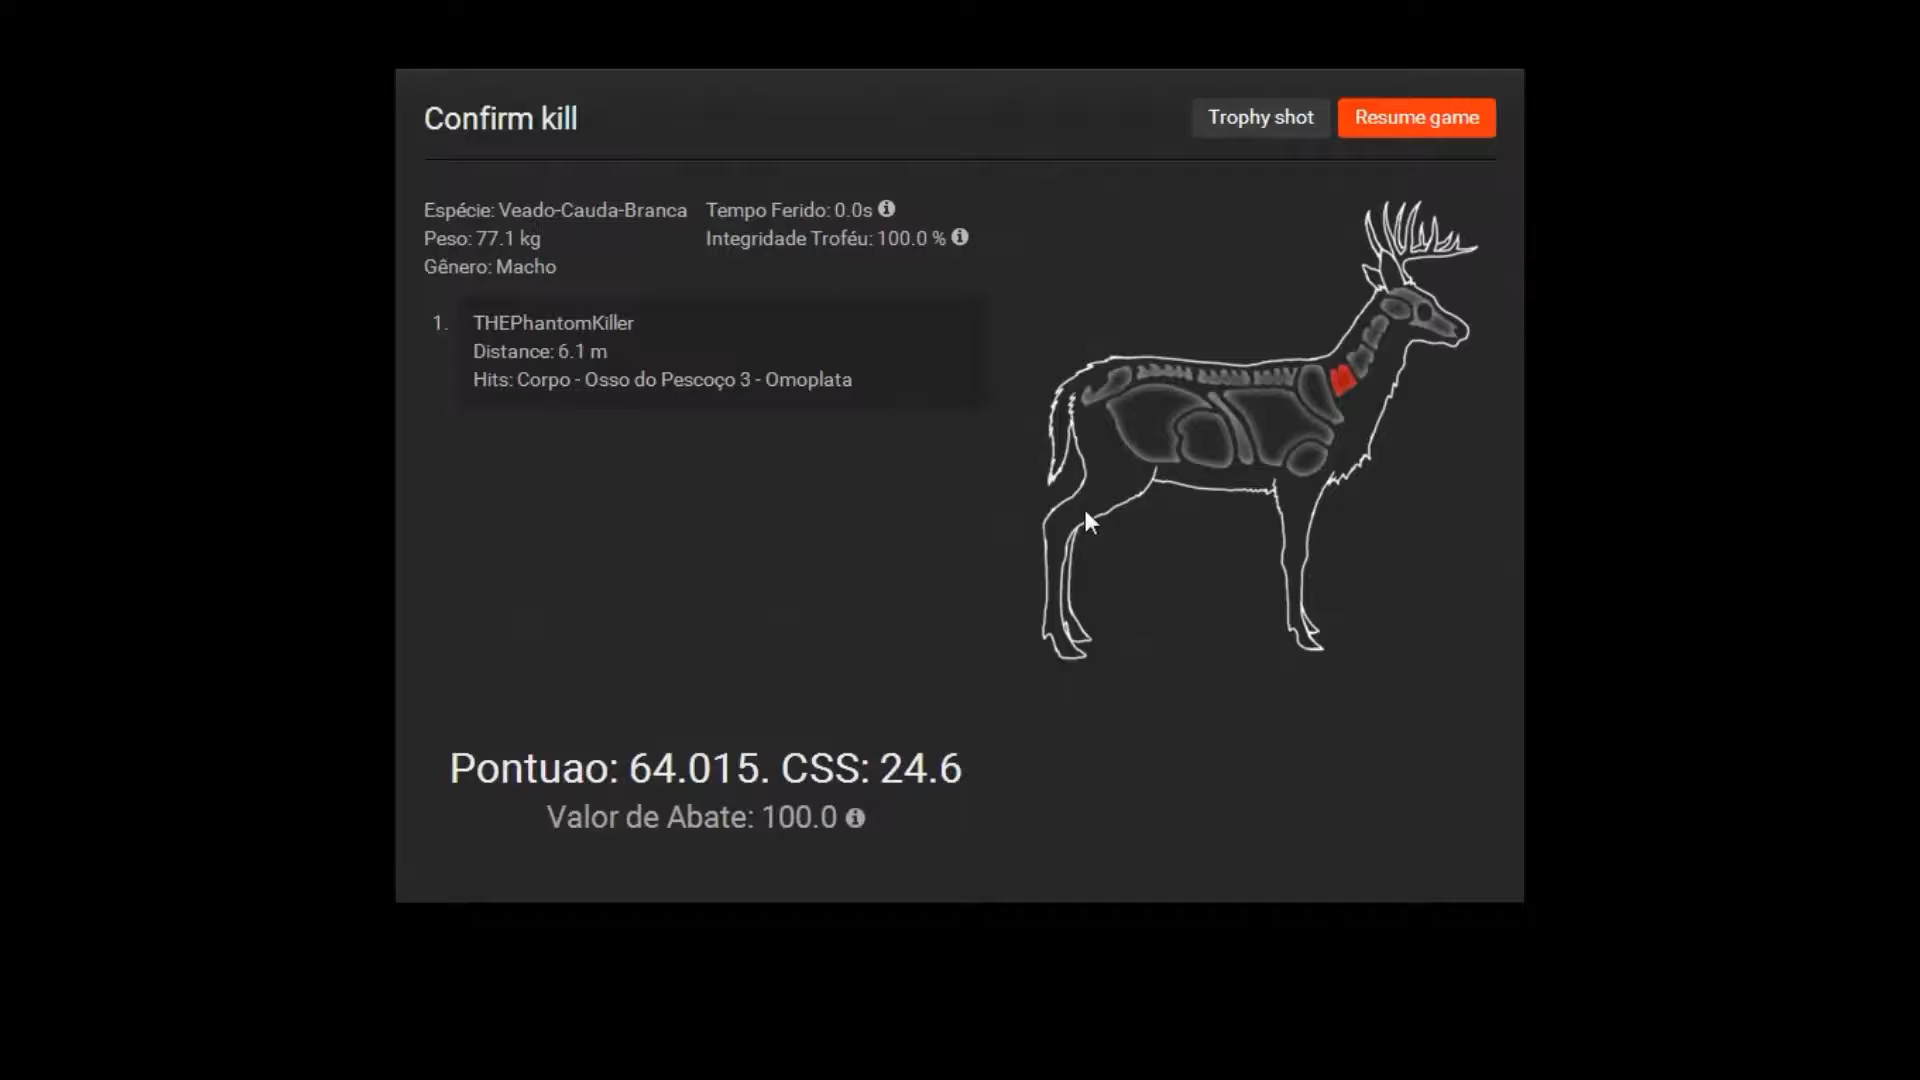 Confirm kill
Trophy shot
Resume game
Espécie: Veado-Cauda-Branca
Tempo Ferido: 0.0s
Peso: 77.1 kg
Integridade Troféu: 100.0 %
Gênero: Macho
1. THEPhantomKiller
Distance: 6.1 m
Hits: Corpo - Osso do Pescoço 3 - Omoplata
Pontuao: 64.015. CSS: 24.6
Valor de Abate: 100.0